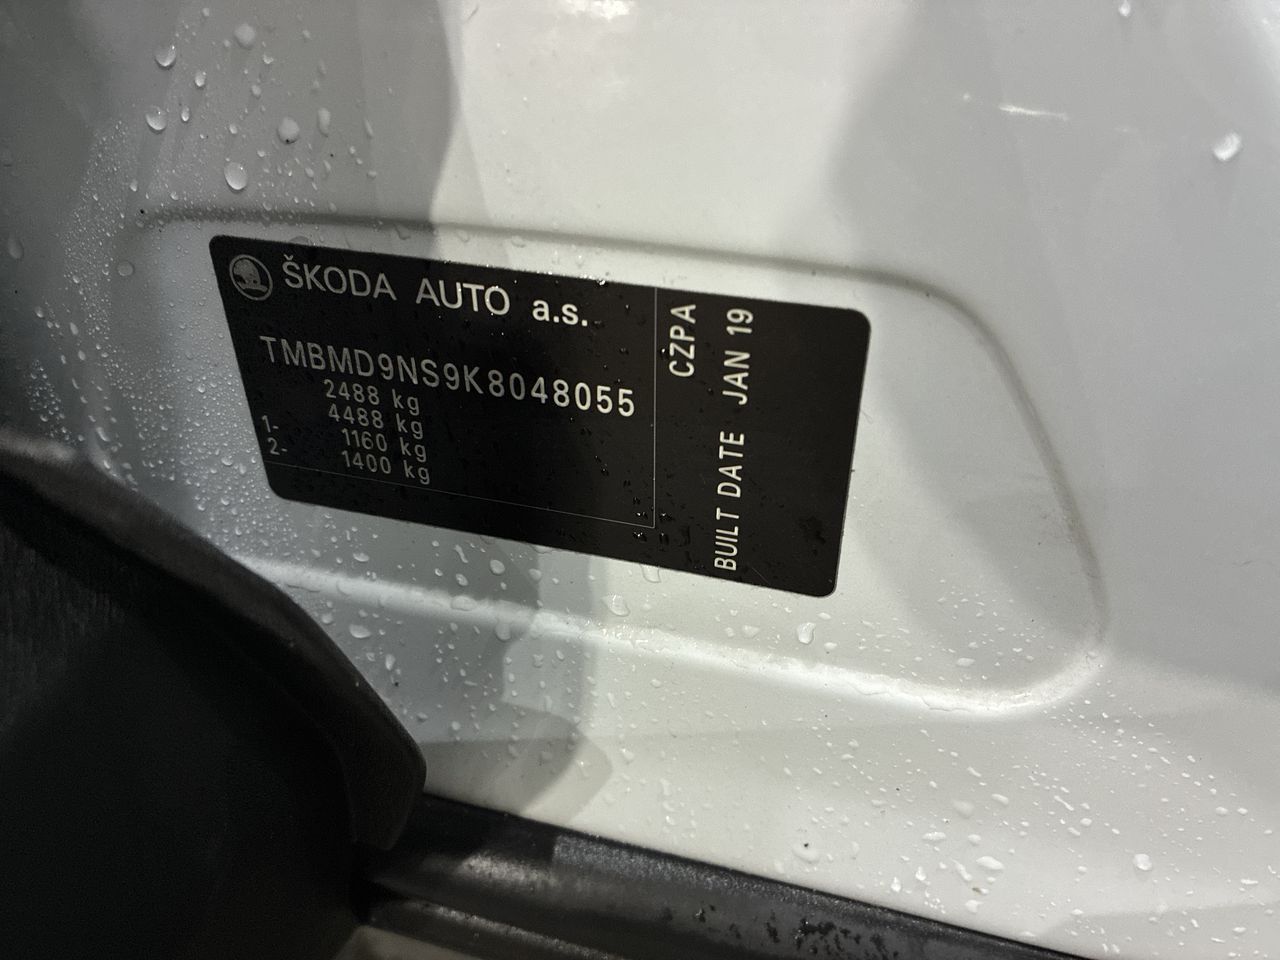 ŠKODA AUTO a.s.
TMBMD9NS9K8048055
2488 kg
4488 kg
1- 1160 kg
2- 1400 kg
CZPA
BUILT DATE JAN 19